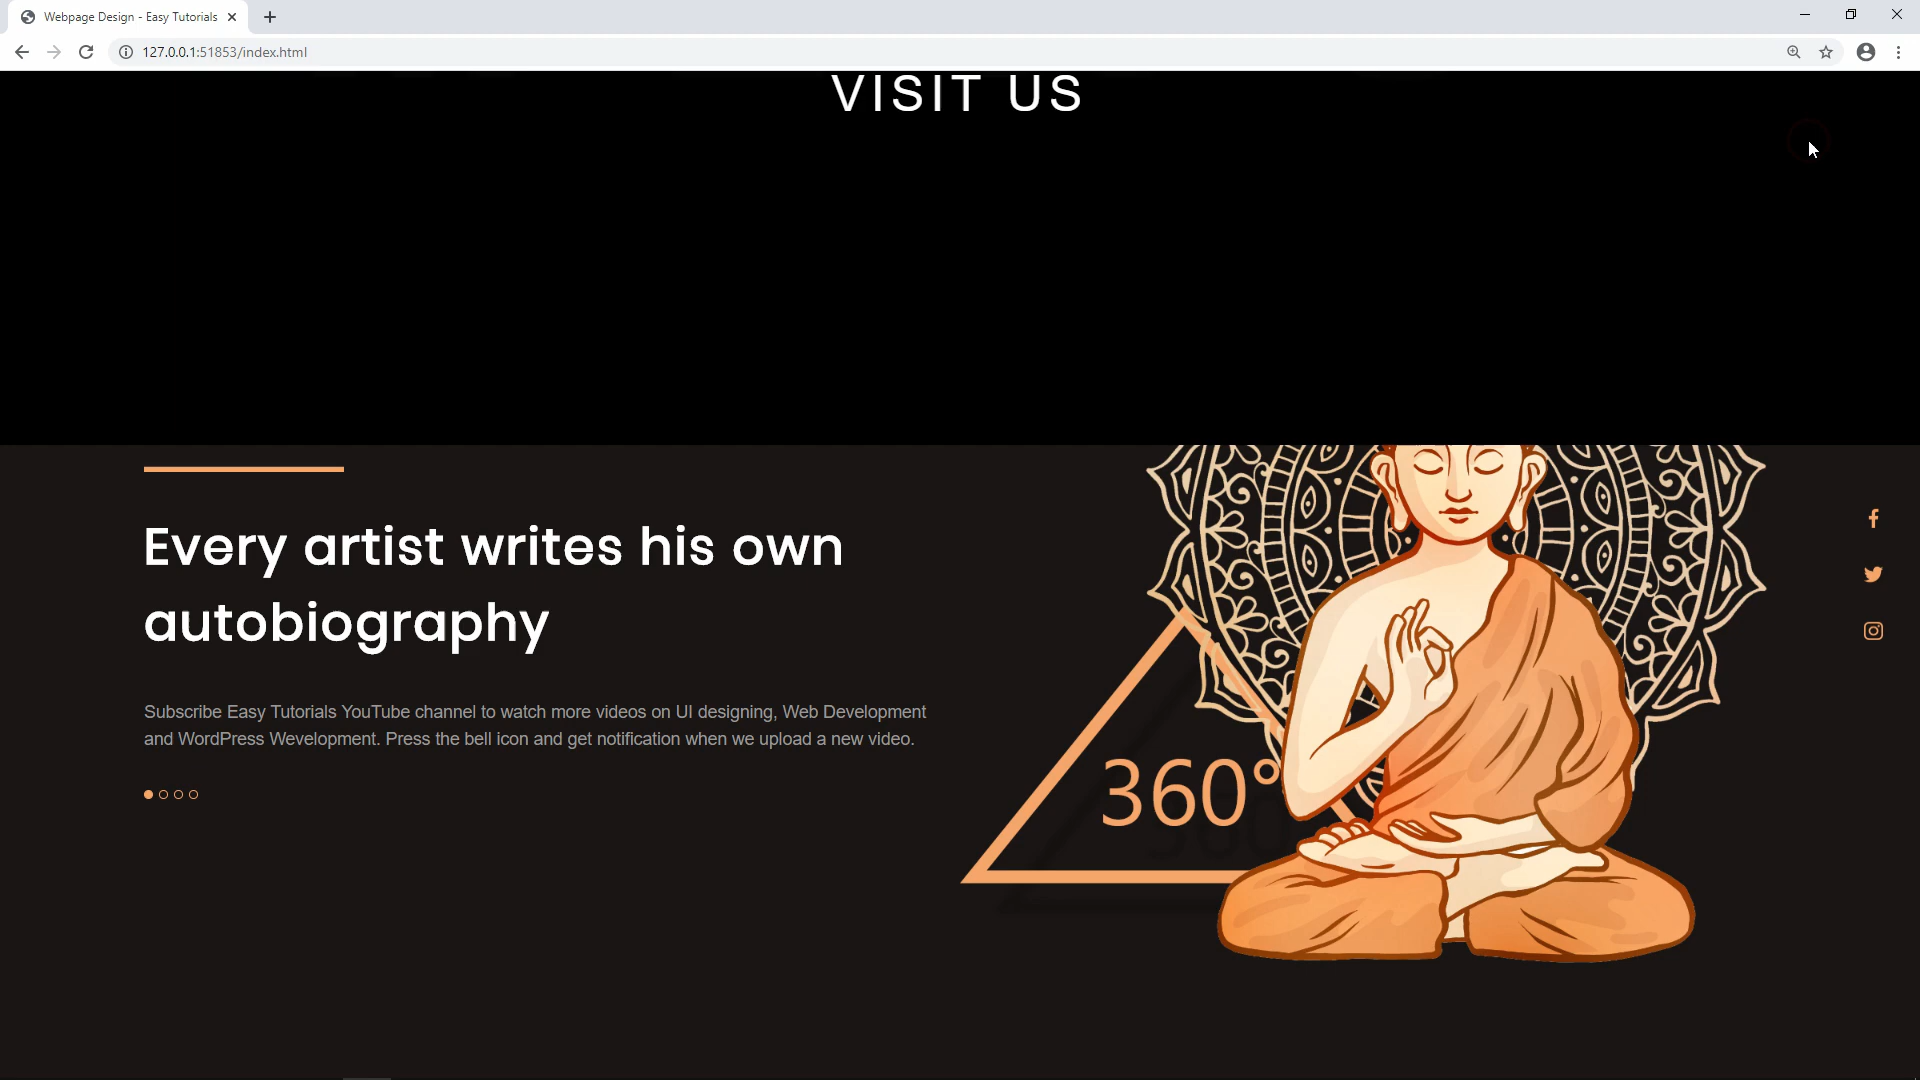 Webpage Design - Easy Tutorials
127.0.0.1:51853/index.html
VISIT US
Every artist writes his own
autobiography
Subscribe Easy Tutorials YouTube channel to watch more videos on UI designing, Web Development
and WordPress Wevelopment. Press the bell icon and get notification when we upload a new video.
360°